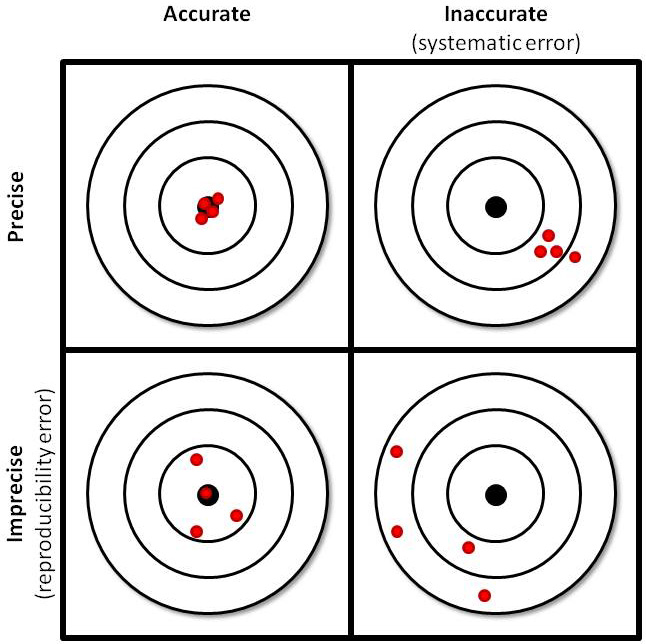 Accurate
Inaccurate
(systematic error)
Precise
Imprecise
(reproducibility error)